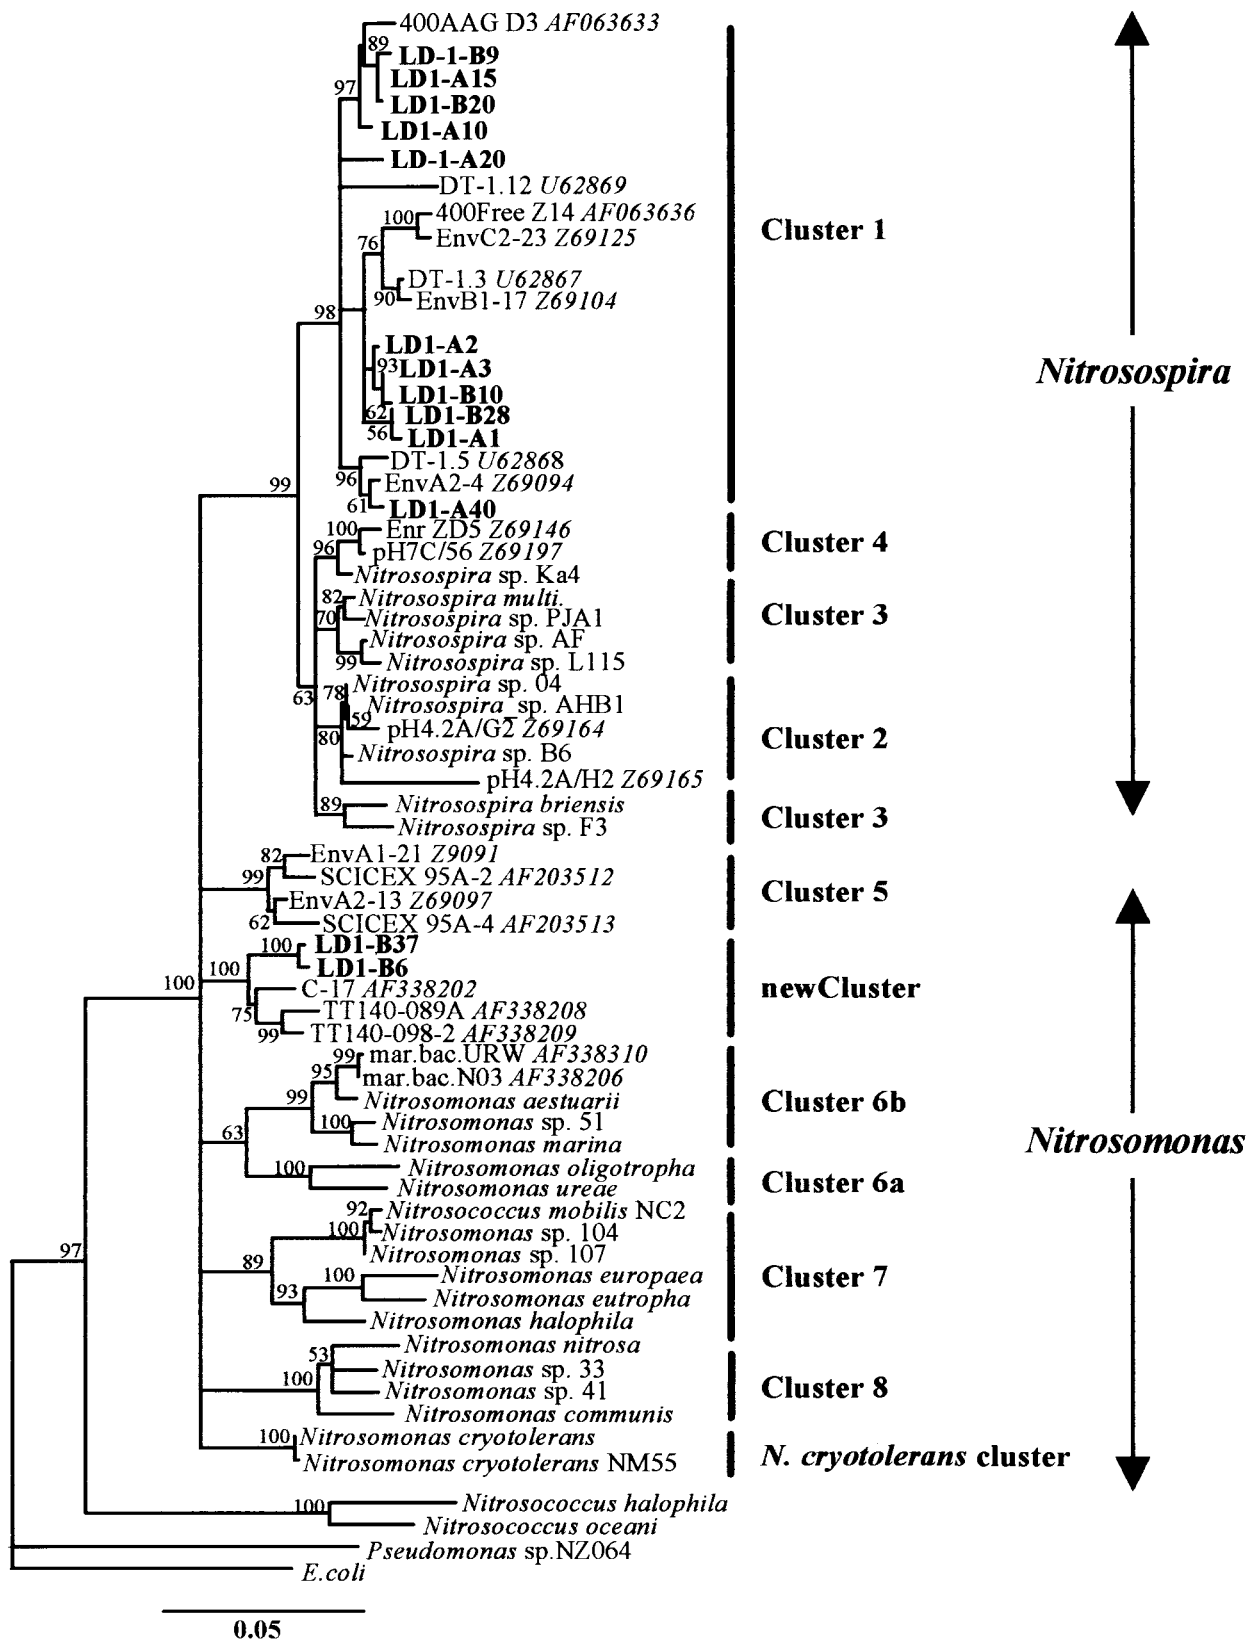 400AAG D3 AF063633
89
LD-1-B9
LD1-A15
97
LD1-B20
LD1-A10
LD-1-A20
DT-1.12 U62869
400Free Z14 AF063636
100
Cluster 1
EnvC2-23 Z69125
76
DT-1.3 U62867
90
EnvB1-17 Z69104
98
LD1-A2
93
LD1-A3
Nitrosospira
LD1-B10
62
LD1-B28
56
LD1-A1
DT-1.5 U62868
96
EnvA2-4 Z69094
99
61
LD1-A40
100
Enr ZD5 Z69146
Cluster 4
96
pH7C/56 Z69197
Nitrosospira sp. Ka4
82
Nitrosospira multi.
70
Nitrosospira sp. PJA1
Cluster 3
Nitrosospira sp. AF
99
Nitrosospira sp. L115
63
78
Nitrosospira sp. 04
Nitrosospira_sp. AHB1
59
pH4.2A/G2 Z69164
80
Cluster 2
Nitrosospira sp. B6
pH4.2A/H2 Z69165
89
Nitrosospira briensis
Cluster 3
Nitrosospira sp. F3
82
EnvA1-21 Z9091
99
SCICEX 95A-2 AF203512
Cluster 5
EnvA2-13 Z69097
62
SCICEX 95A-4 AF203513
100
LD1-B37
100
100
LD1-B6
C-17 AF338202
newCluster
75
TT140-089A AF338208
99
TT140-098-2 AF338209
99
mar.bac.URW AF338310
95
mar.bac.N03 AF338206
99
Nitrosomonas aestuarii
Cluster 6b
100
Nitrosomonas sp. 51
63
Nitrosomonas marina
Nitrosomonas
100
Nitrosomonas oligotropha
Cluster 6a
Nitrosomonas ureae
92
Nitrosococcus mobilis NC2
100
Nitrosomonas sp. 104
97
Nitrosomonas sp. 107
89
100
Nitrosomonas europaea
Cluster 7
93
Nitrosomonas eutropha
Nitrosomonas halophila
53
Nitrosomonas nitrosa
100
Nitrosomonas sp. 33
Cluster 8
Nitrosomonas sp. 41
Nitrosomonas communis
100
Nitrosomonas cryotolerans
N. cryotolerans cluster
Nitrosomonas cryotolerans NM55
100
Nitrosococcus halophila
Nitrosococcus oceani
Pseudomonas sp.NZ064
E.coli
0.05